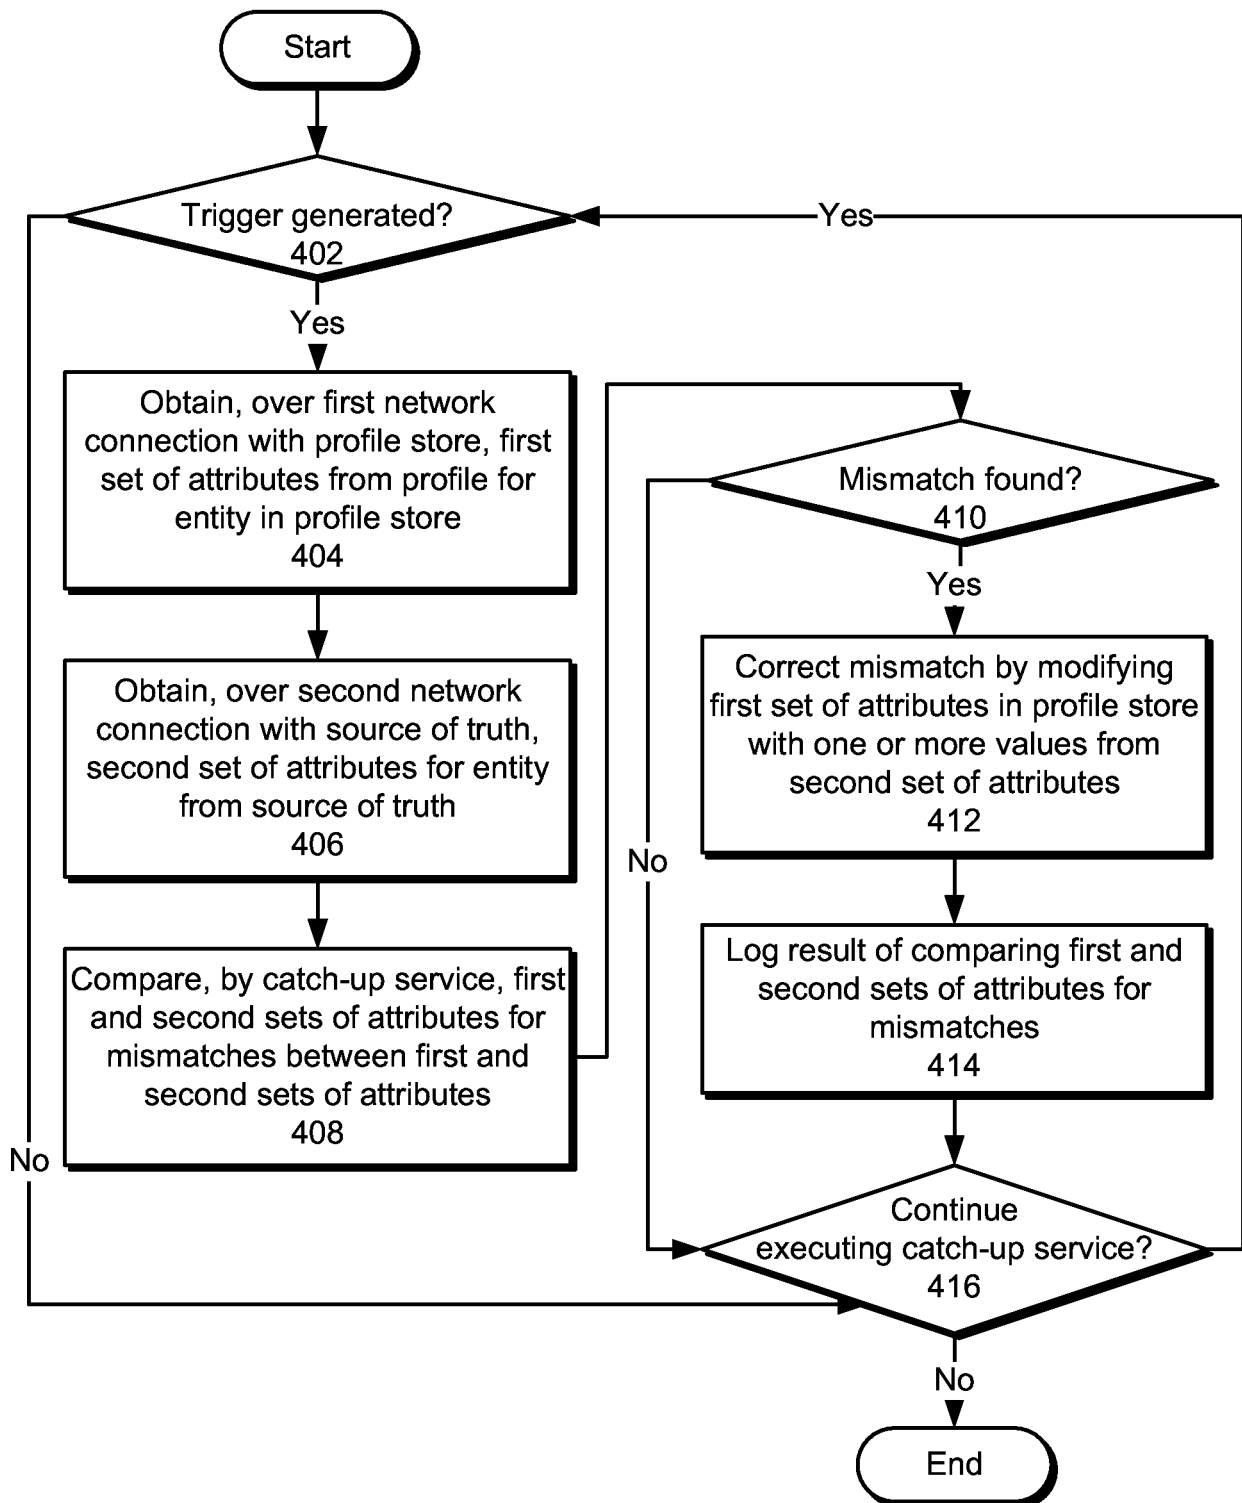 Start
Trigger generated?
402
Yes
Yes
Obtain, over first network
connection with profile store, first
set of attributes from profile for
entity in profile store
404
Obtain, over second network
connection with source of truth,
second set of attributes for entity
from source of truth
406
Compare, by catch-up service, first
and second sets of attributes for
mismatches between first and
second sets of attributes
408
No
Mismatch found?
410
Yes
No
Correct mismatch by modifying
first set of attributes in profile store
with one or more values from
second set of attributes
412
Log result of comparing first and
second sets of attributes for
mismatches
414
Continue
executing catch-up service?
416
No
End